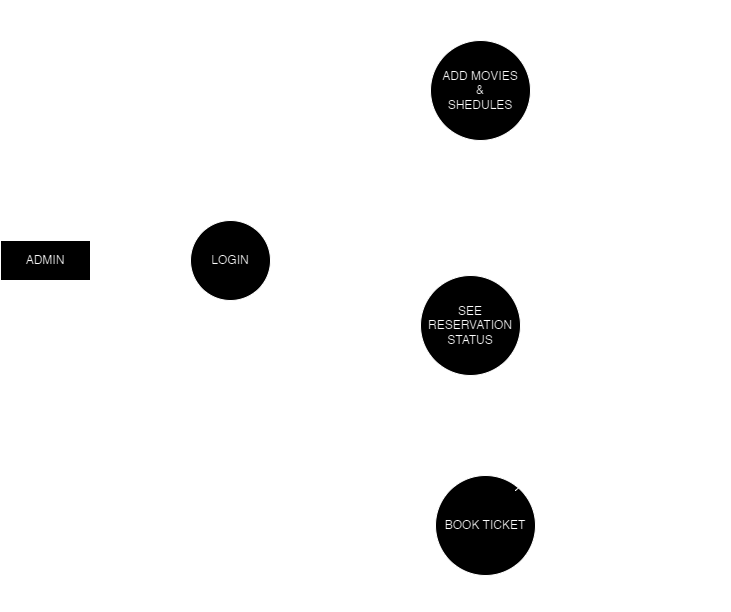 ADD MOVIES
&
SHEDULES
ADMIN
LOGIN
SEE
RESERVATION
STATUS
BOOK TICKET